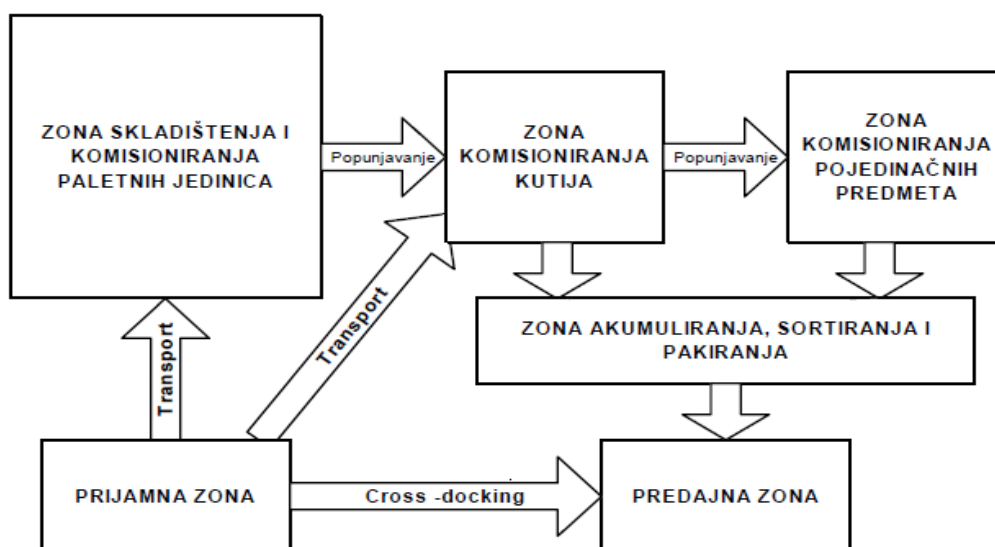 ZONA SKLADIŠTENJA I
KOMISIONIRANJA
PALETNIH JEDINICA
Popunjavanje
ZONA
KOMISIONIRANJA
KUTIJA
Popunjavanje
ZONA
KOMISIONIRANJA
POJEDINAČNIH
PREDMETA
Transport
Transport
ZONA AKUMULIRANJA, SORTIRANJA I
PAKIRANJA
PRIJAMNA ZONA
Cross -docking
PREDAJNA ZONA